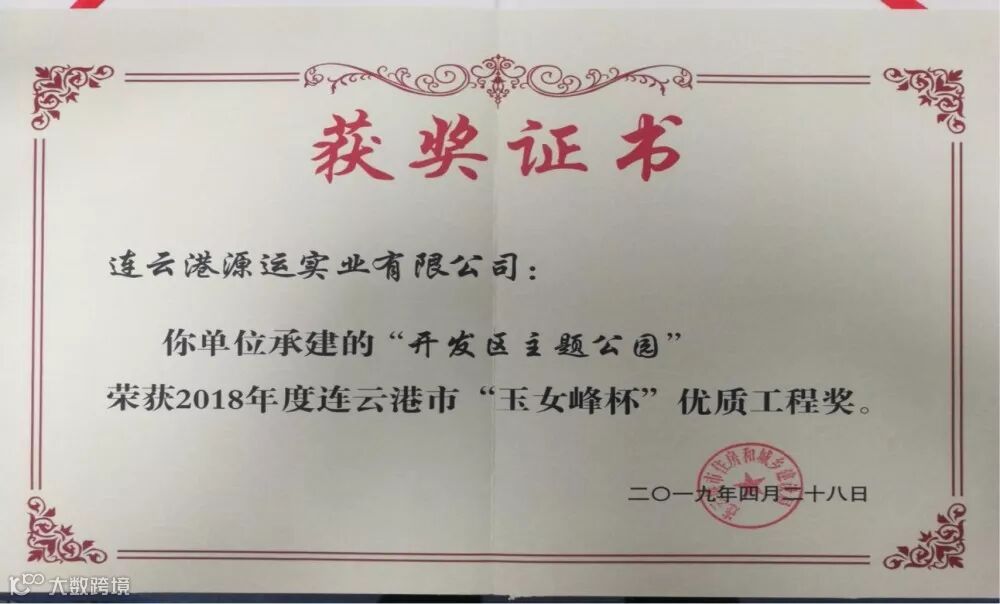 获奖证书
连云港源运实业有限公司：
你单位承建的“开发区主题公园”
荣获2018年度连云港市“玉女峰杯”优质工程奖。
二〇一九年四月二十八日
大数跨境